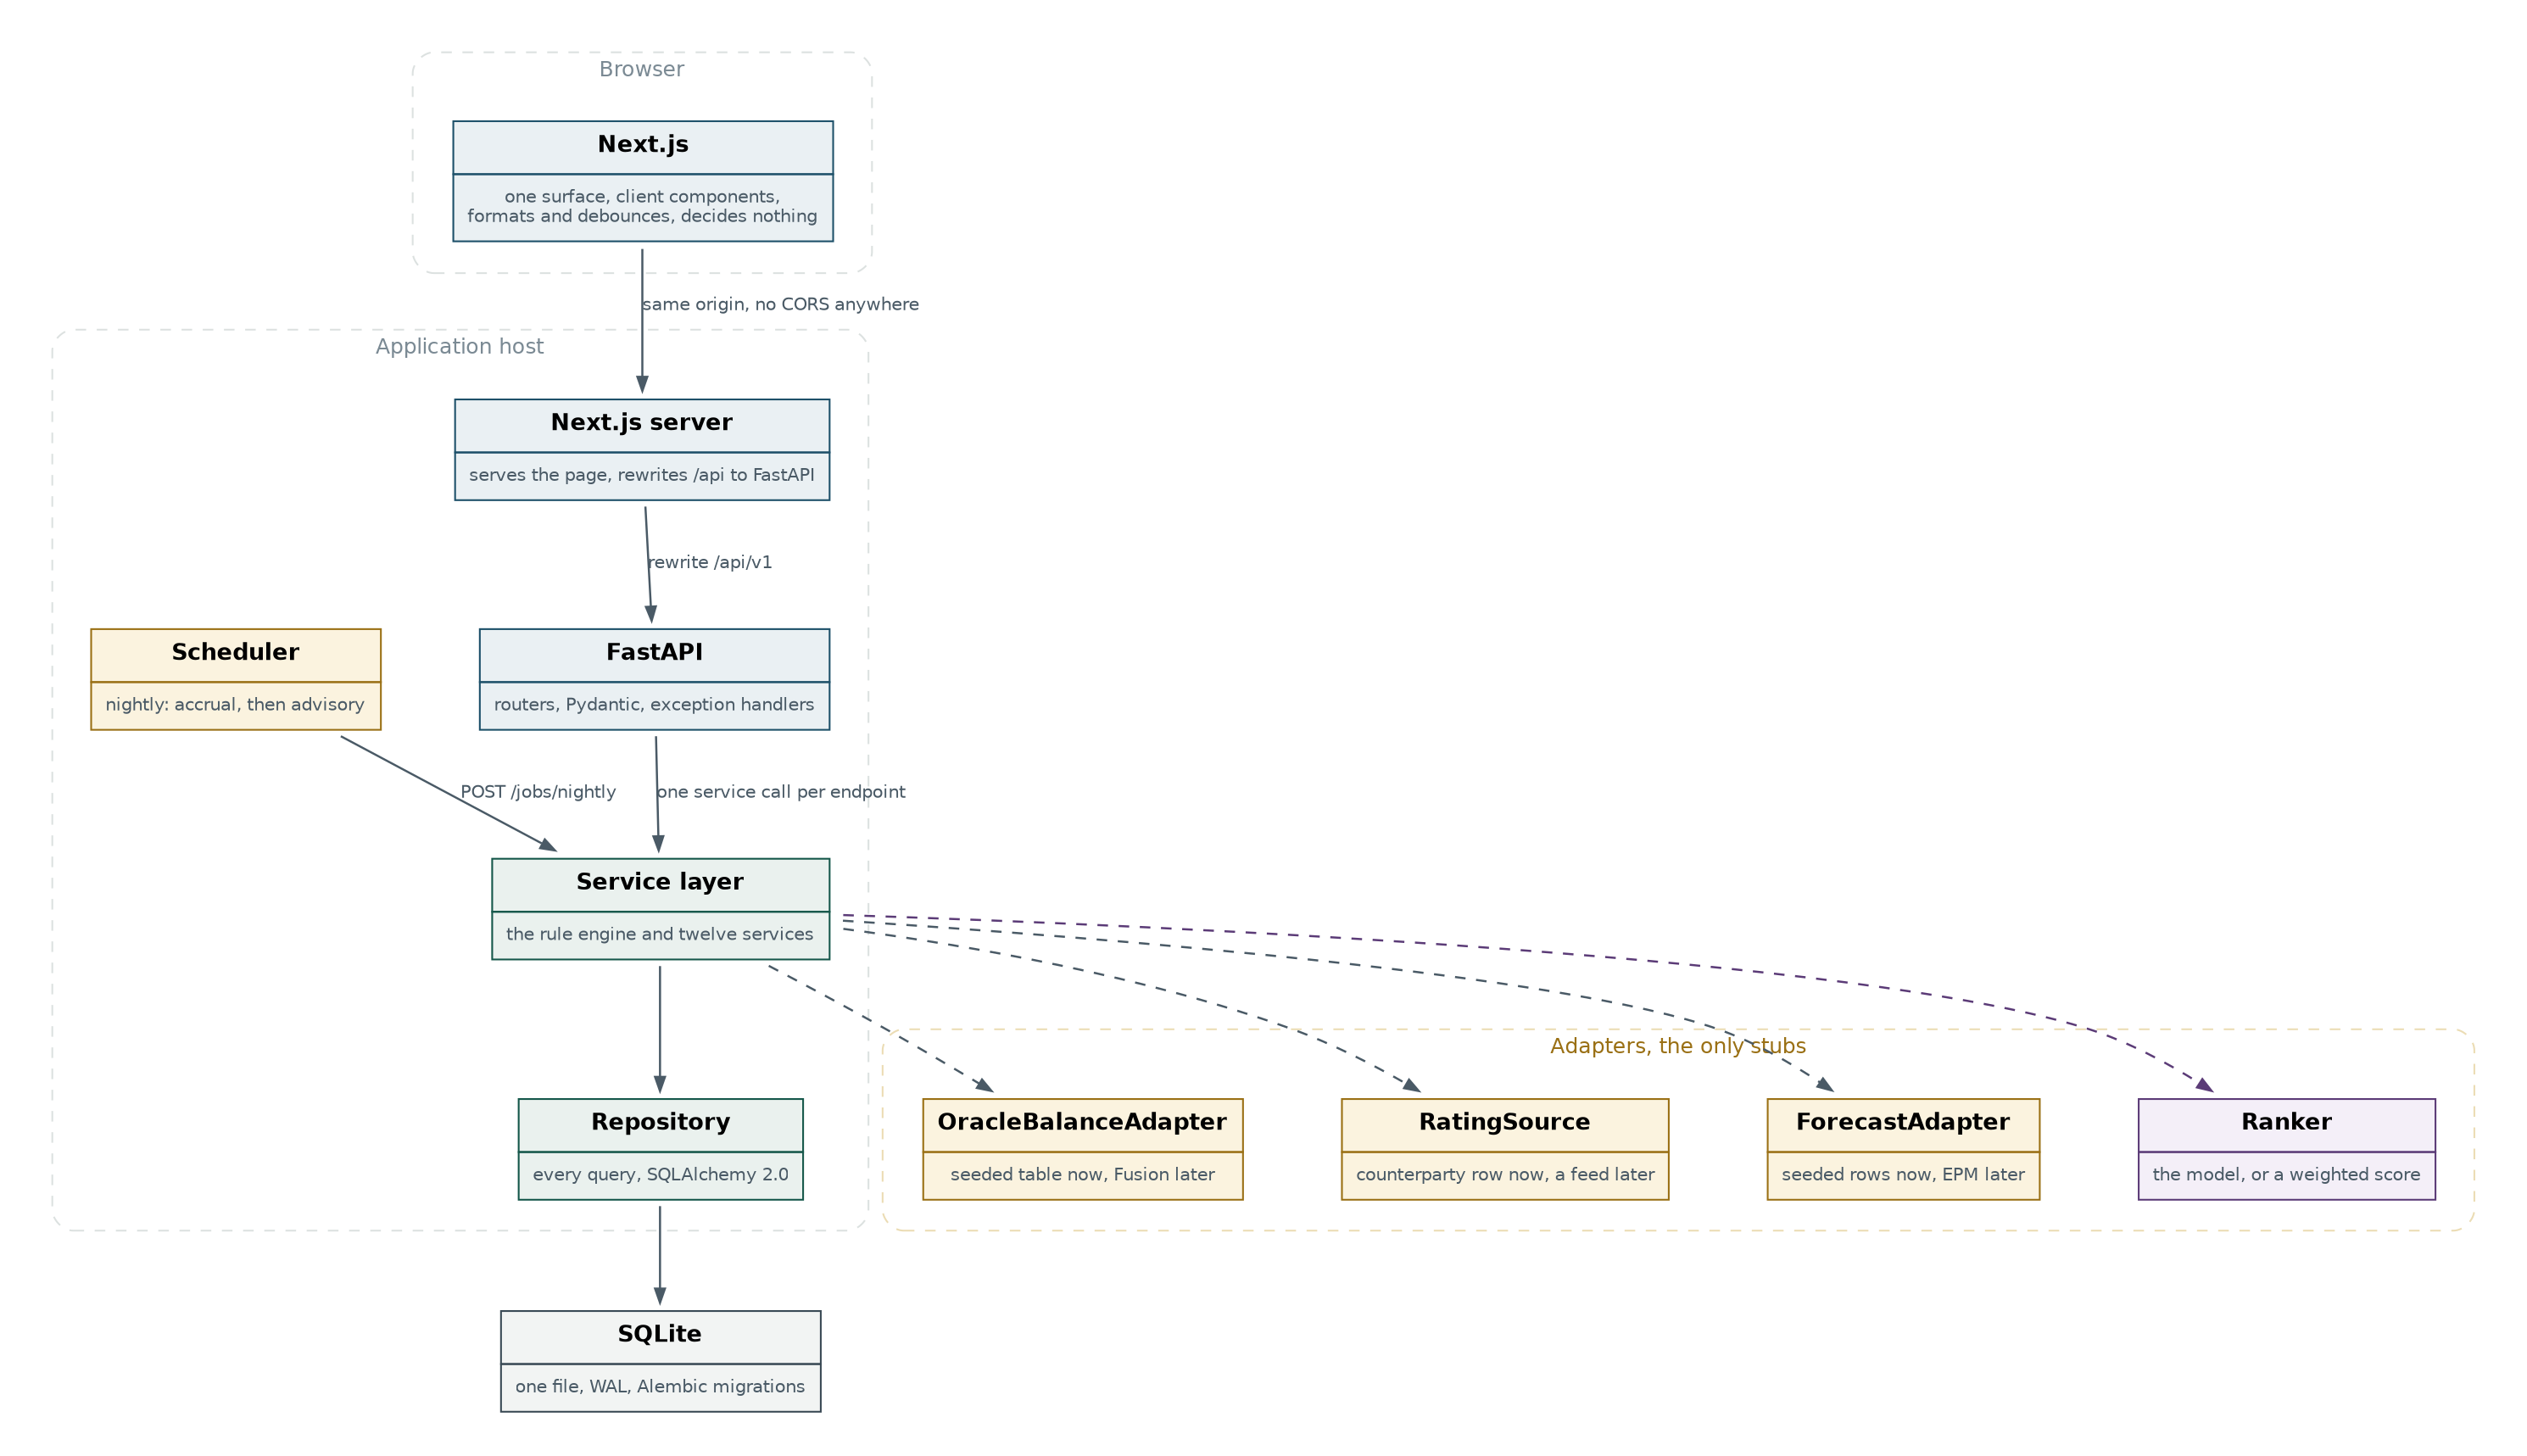 Browser
Next.js
one surface, client components,
formats and debounces, decides nothing
same origin, no CORS anywhere
Application host
Next.js server
serves the page, rewrites /api to FastAPI
rewrite /api/v1
Scheduler
nightly: accrual, then advisory
FastAPI
routers, Pydantic, exception handlers
POST /jobs/nightly
one service call per endpoint
Service layer
the rule engine and twelve services
Adapters, the only stubs
Repository
every query, SQLAlchemy 2.0
OracleBalanceAdapter
seeded table now, Fusion later
RatingSource
counterparty row now, a feed later
ForecastAdapter
seeded rows now, EPM later
Ranker
the model, or a weighted score
SQLite
one file, WAL, Alembic migrations